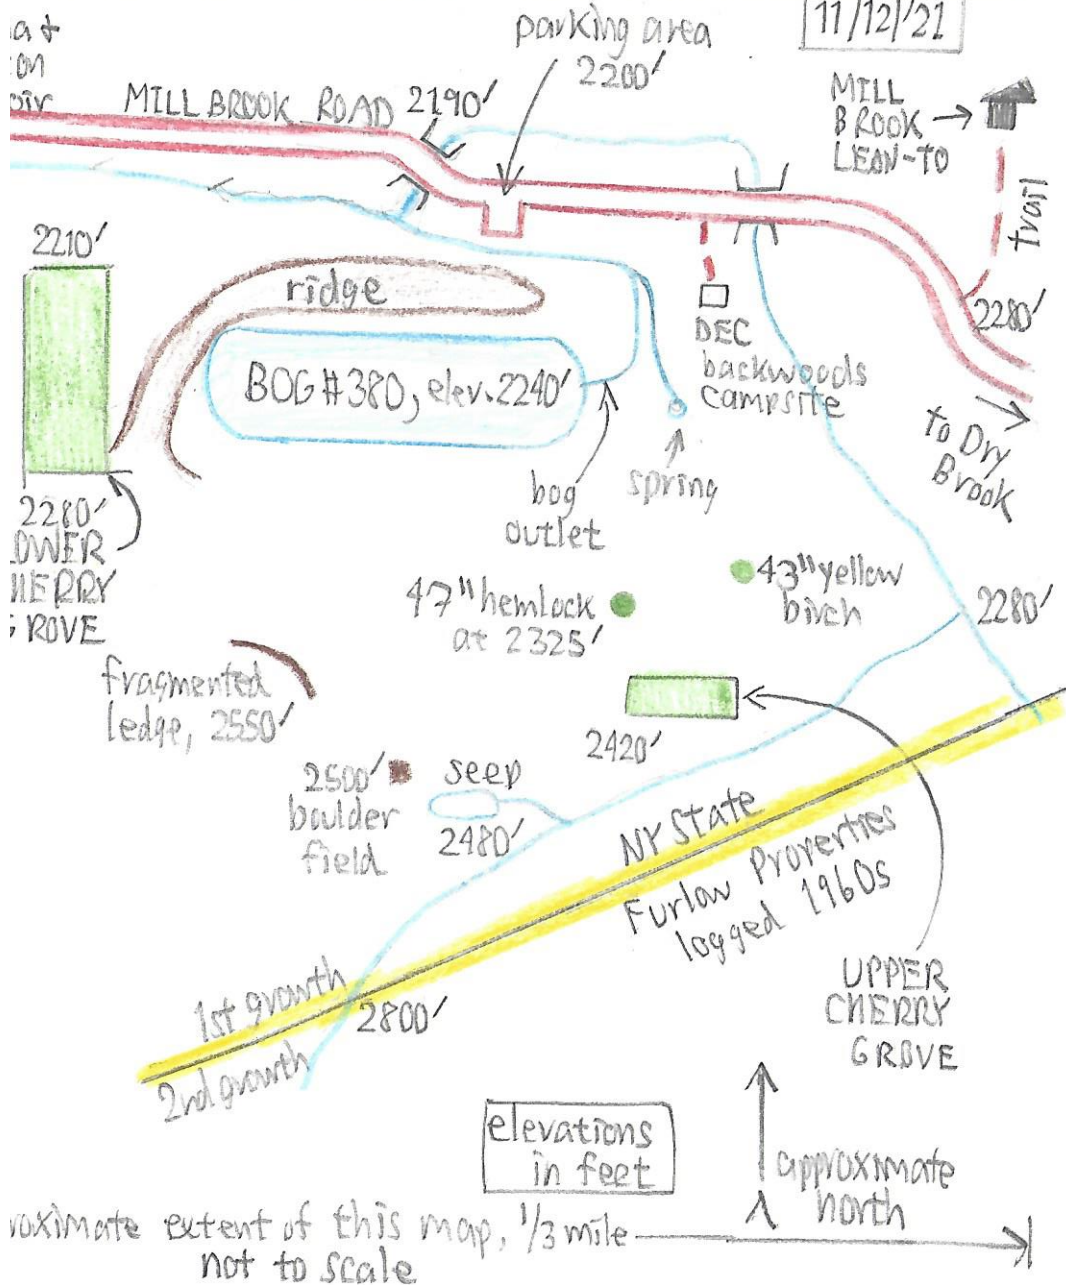 parking area
2200'
11/12/'21
MILL BROOK ROAD
2190'
MILL
BROOK
LEAN-TO
trail
2210'
ridge
2280'
DEC
backwoods
campsite
BOG #380, elev. 2240'
to Dry
Brook
bog
outlet
spring
2280'
OWER
HERRY
GROVE
47" hemlock
at 2325'
43" yellow
birch
2280'
fragmented
ledge, 2550'
2420'
2500'
boulder
field
seep
2480'
NY State
Furlow Properties
logged 1960s
1st growth
2nd growth
2800'
UPPER
CHERRY
GROVE
elevations
in feet
approximate
north
roximate extent of this map, 1/3 mile
not to scale